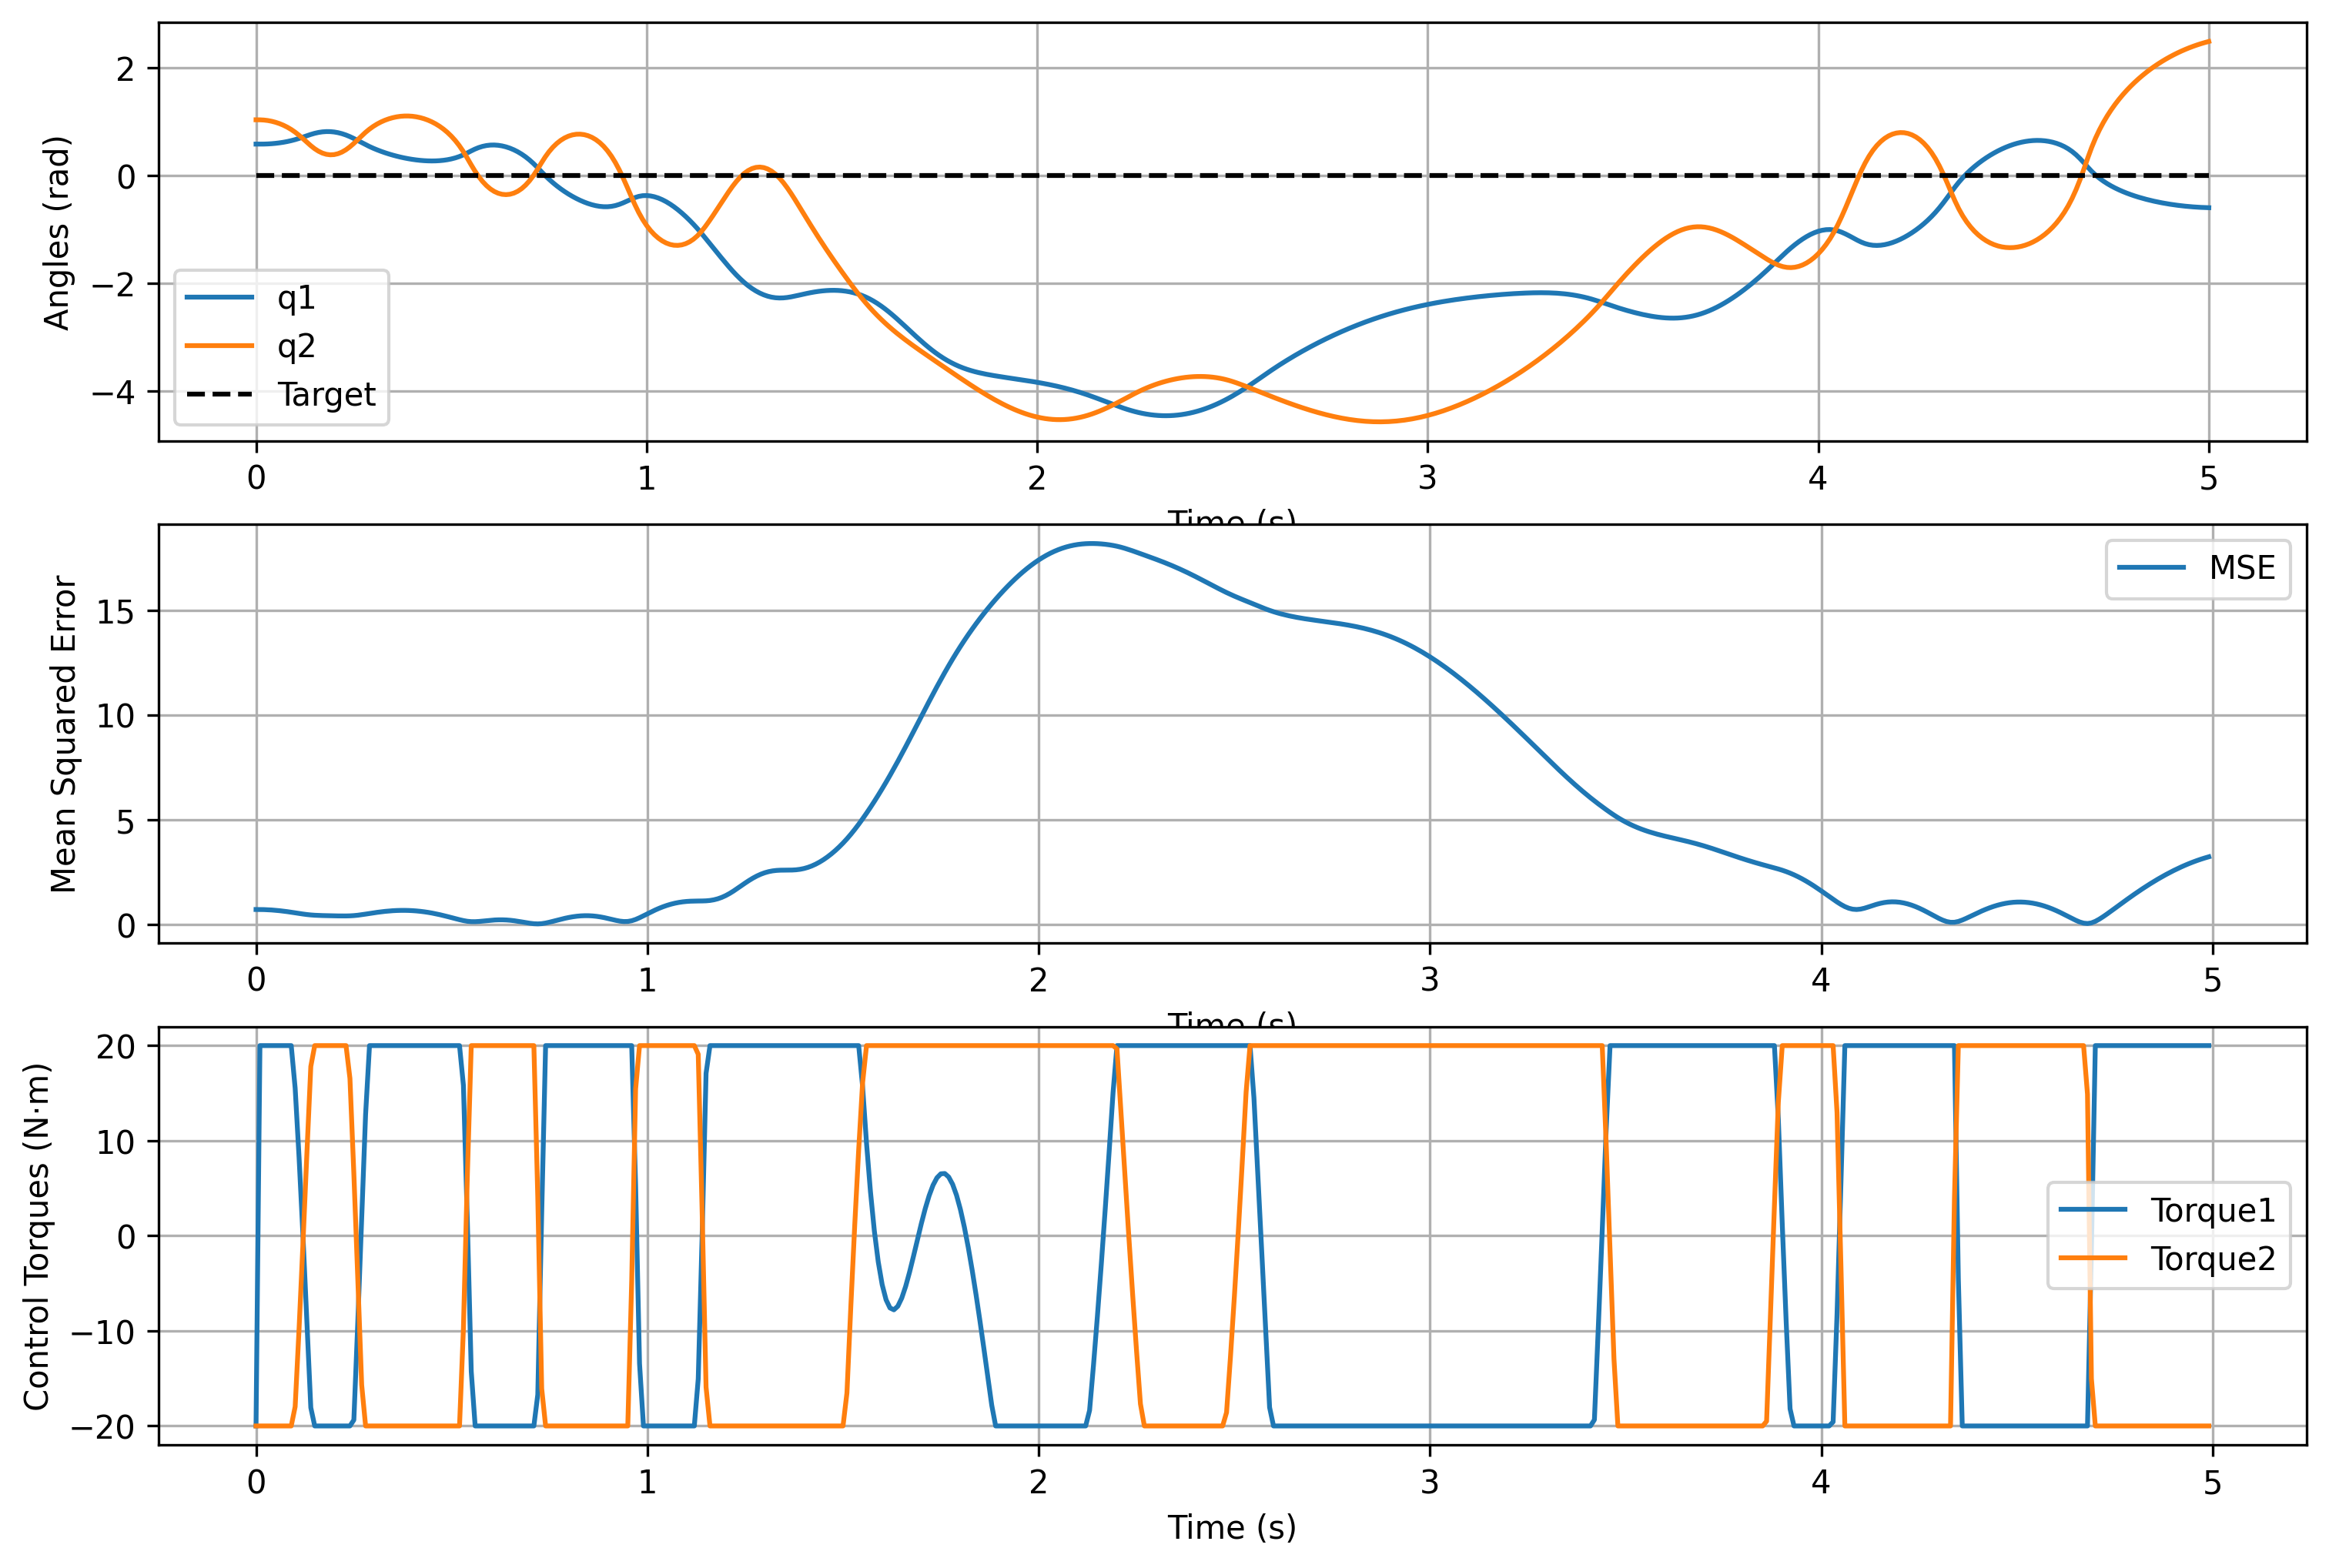 2
0
−2
−4
Angles (rad)
q1
q2
Target
0 1 2 3 4 5
Time (s)
15
10
5
0
Mean Squared Error
MSE
0 1 2 3 4 5
Time (s)
20
10
0
−10
−20
Control Torques (N·m)
Torque1
Torque2
0 1 2 3 4 5
Time (s)